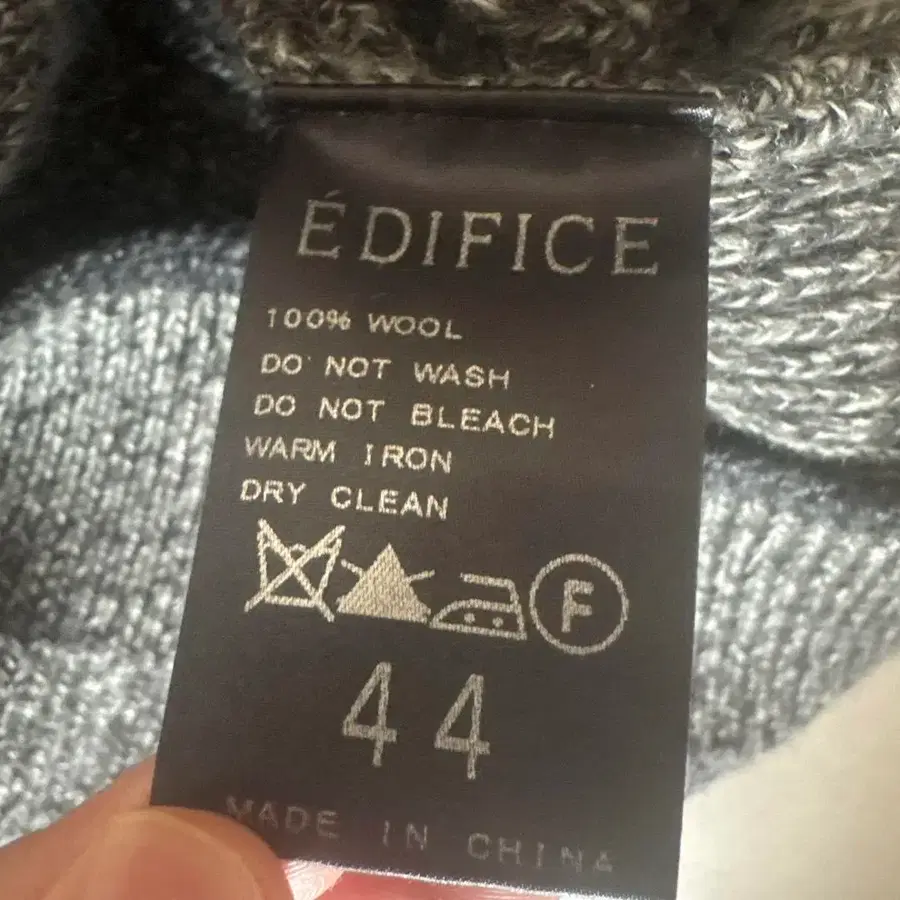 ÉDIFICE
100% WOOL
DO NOT WASH
DO NOT BLEACH
WARM IRON
DRY CLEAN
F
44
MADE IN CHINA